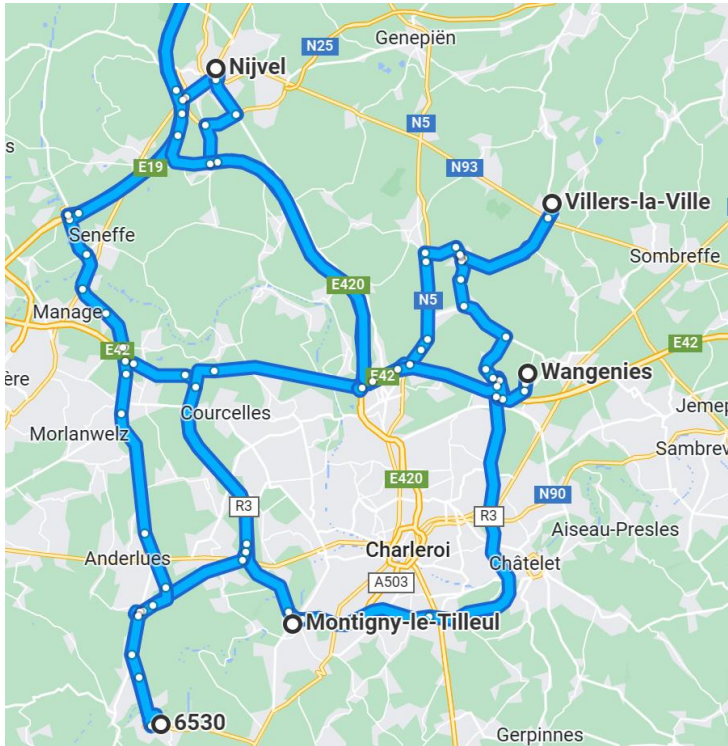 Nijvel
N25
Genepiën
N5
N93
s
E19
Villers-la-Ville
Seneffe
Sombreffe
E420
N5
Manage
E42
E42
E42
ère
Wangenies
Courcelles
Jemep
Morlanwelz
Sambrev
E420
N90
R3
R3
Aiseau-Presles
Anderlues
Charleroi
Châtelet
A503
Montigny-le-Tilleul
6530
Gerpinnes